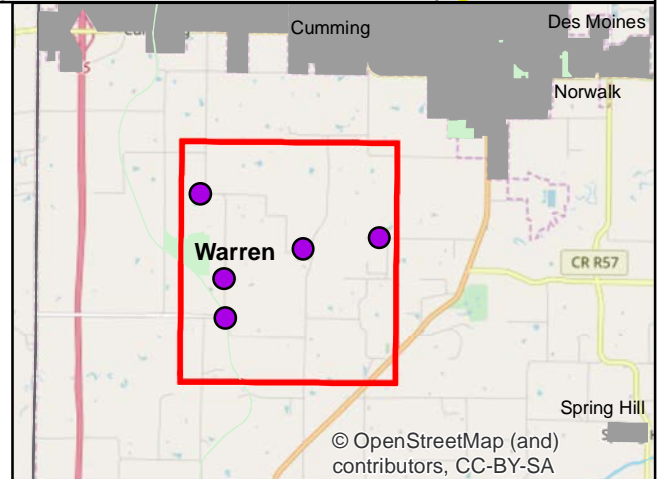 Cumming
Des Moines
Norwalk
Warren
CR R57
Spring Hill
© OpenStreetMap (and)
contributors, CC-BY-SA